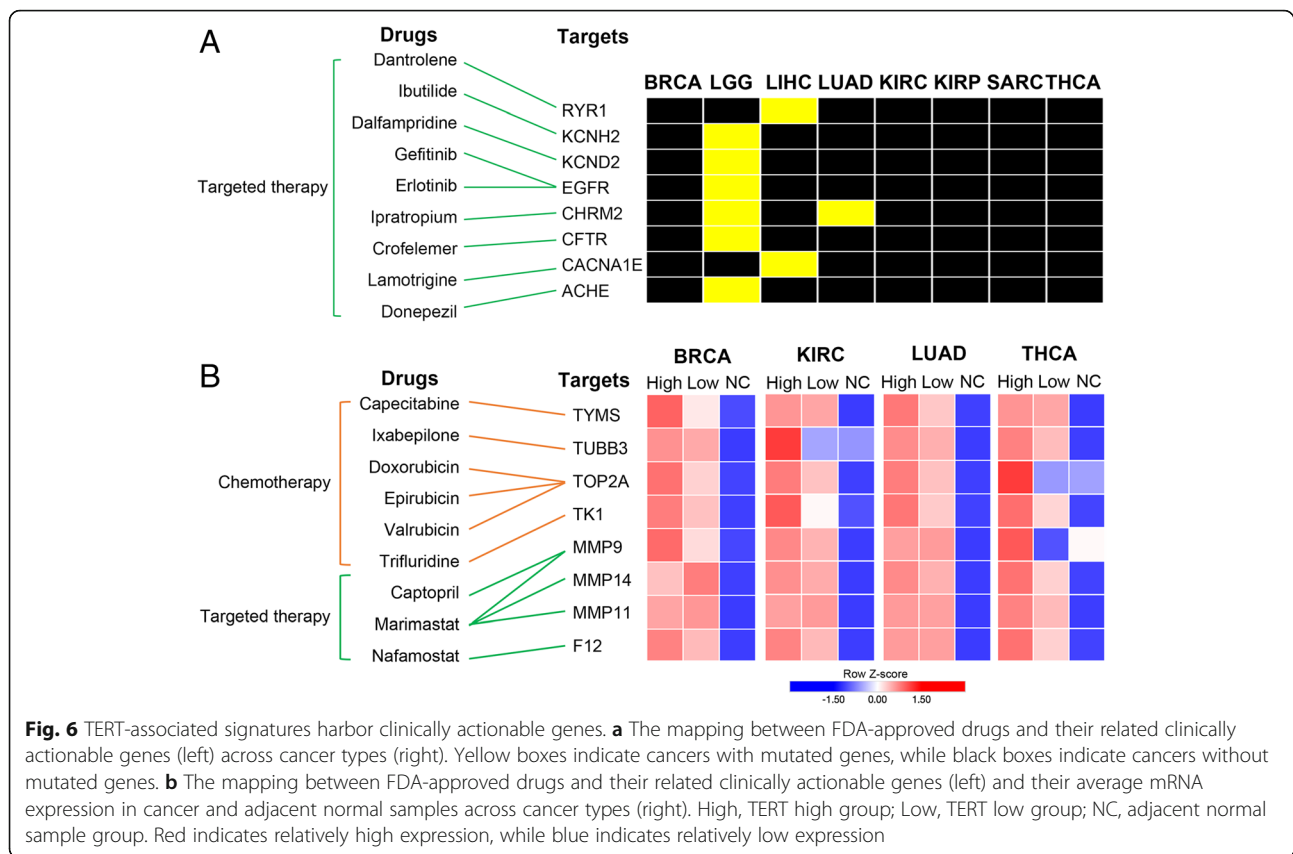 A
Drugs
Targets
Dantrolene
Ibutilide
Dalfampridine
Gefitinib
Erlotinib
Ipratropium
Crofelemer
Lamotrigine
Donepezil
Targeted therapy
RYR1
KCNH2
KCND2
EGFR
CHRM2
CFTR
CACNA1E
ACHE
BRCA LGG LIHC LUAD KIRC KIRP SARC THCA
B
Drugs
Targets
Capecitabine
Ixabepilone
Doxorubicin
Epirubicin
Valrubicin
Trifluridine
Captopril
Marimastat
Nafamostat
Chemotherapy
Targeted therapy
TYMS
TUBB3
TOP2A
TK1
MMP9
MMP14
MMP11
F12
BRCA KIRC LUAD THCA
High Low NC High Low NC High Low NC High Low NC
Row Z-score
-1.50 0.00 1.50
Fig. 6 TERT-associated signatures harbor clinically actionable genes. a The mapping between FDA-approved drugs and their related clinically
actionable genes (left) across cancer types (right). Yellow boxes indicate cancers with mutated genes, while black boxes indicate cancers without
mutated genes. b The mapping between FDA-approved drugs and their related clinically actionable genes (left) and their average mRNA
expression in cancer and adjacent normal samples across cancer types (right). High, TERT high group; Low, TERT low group; NC, adjacent normal
sample group. Red indicates relatively high expression, while blue indicates relatively low expression